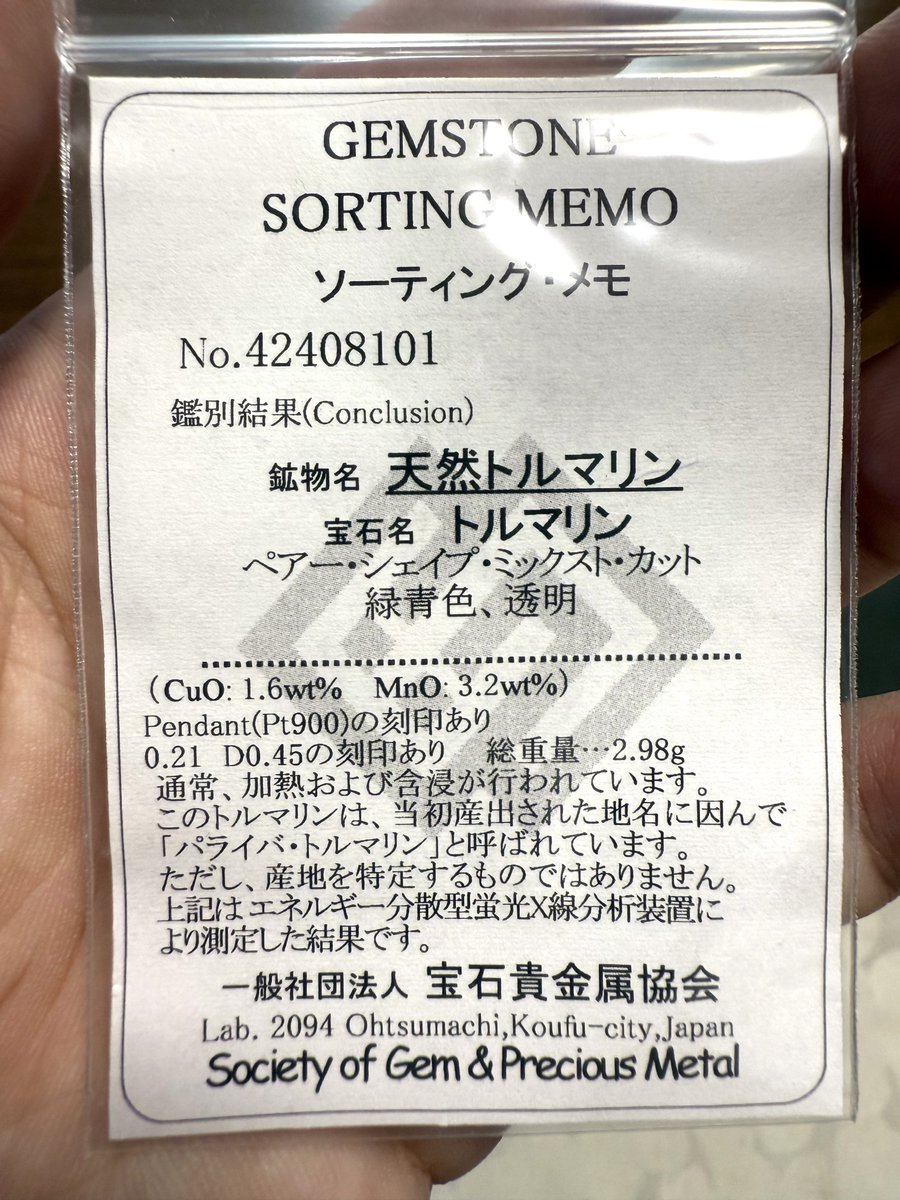 GEMSTONE
SORTING MEMO
ソーティング・メモ
No.42408101
鑑別結果(Conclusion)
鉱物名 天然トルマリン
宝石名 トルマリン
ペアー・シェイプ・ミックスト・カット
緑青色、透明
(CuO: 1.6wt% MnO: 3.2wt%)
Pendant(Pt900)の刻印あり
0.21 D0.45の刻印あり 総重量…2.98g
通常、加熱および含浸が行われています。
このトルマリンは、当初産出された地名に因んで
「パライバ・トルマリン」と呼ばれています。
ただし、産地を特定するものではありません。
上記はエネルギー分散型蛍光X線分析装置に
より測定した結果です。
一般社団法人 宝石貴金属協会
Lab. 2094 Ohtsumachi,Koufu-city,Japan
Society of Gem & Precious Metal